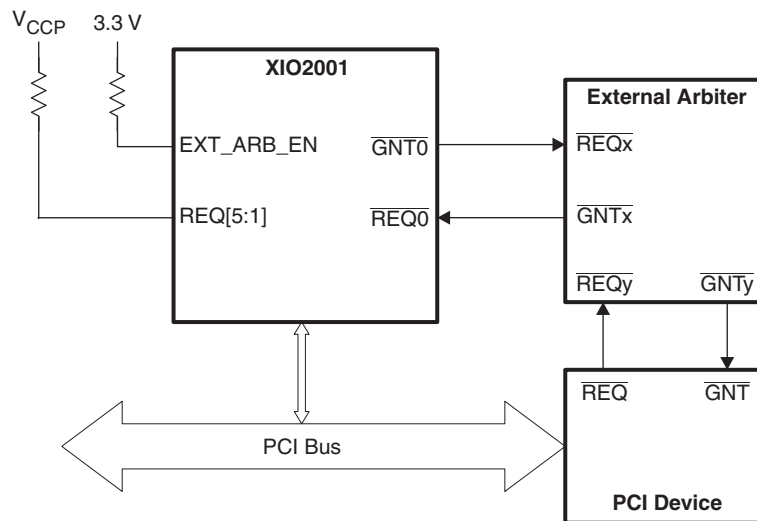 VCCP 3.3 V
XIO2001
External Arbiter
EXT_ARB_EN
GNT0
REQx
REQ[5:1]
REQ0
GNTx
REQy
GNTy
REQ
GNT
PCI Bus
PCI Device